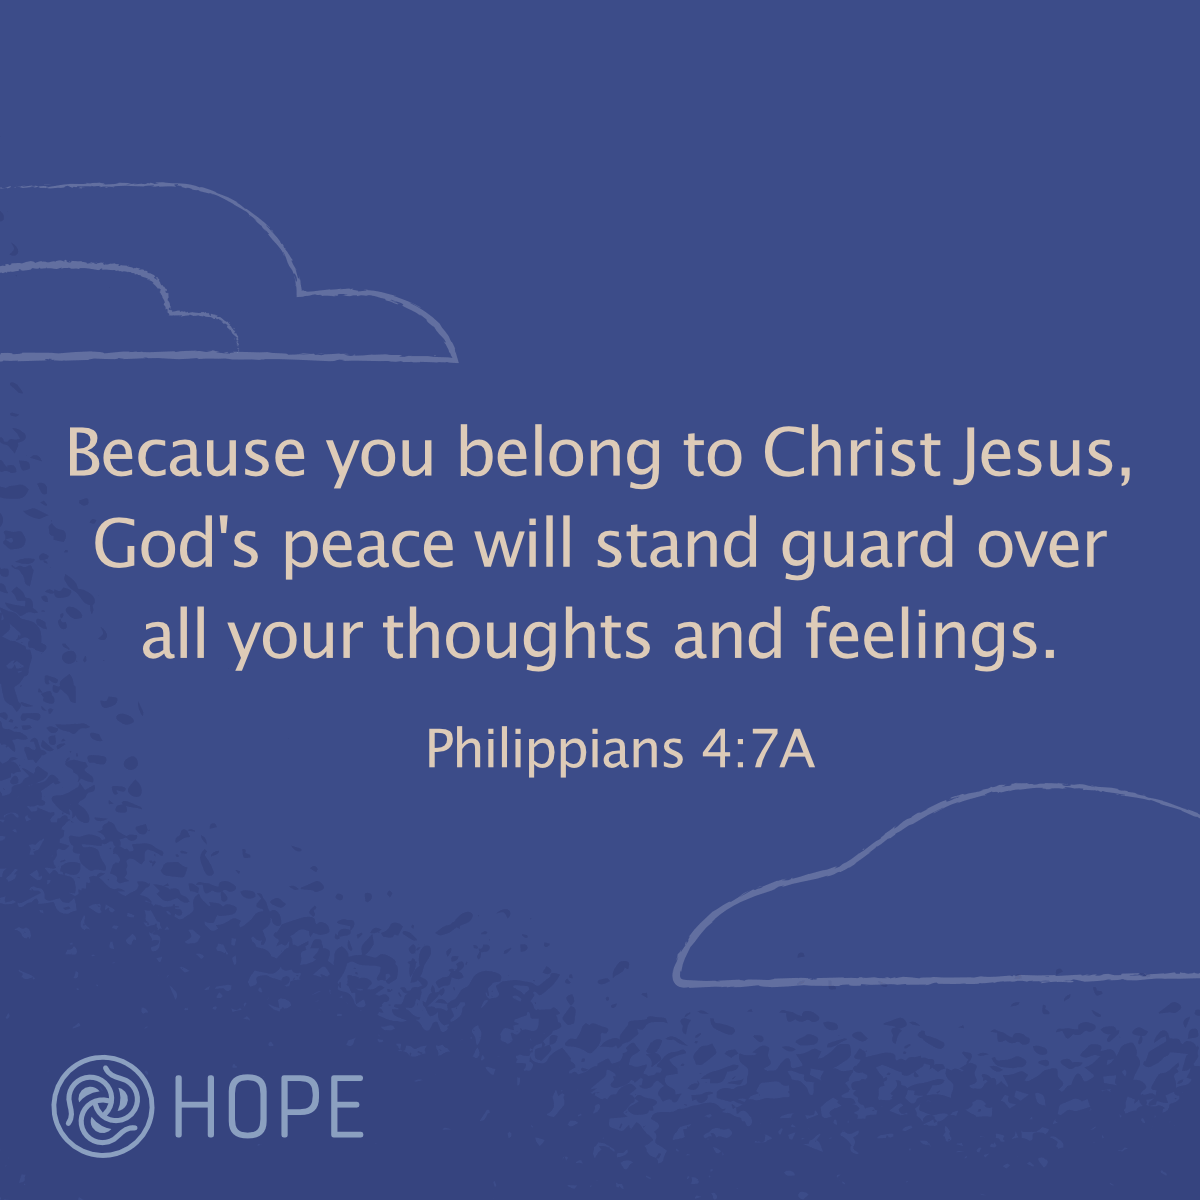 Because you belong to Christ Jesus,
God's peace will stand guard over
all your thoughts and feelings.
Philippians 4:7A
HOPE